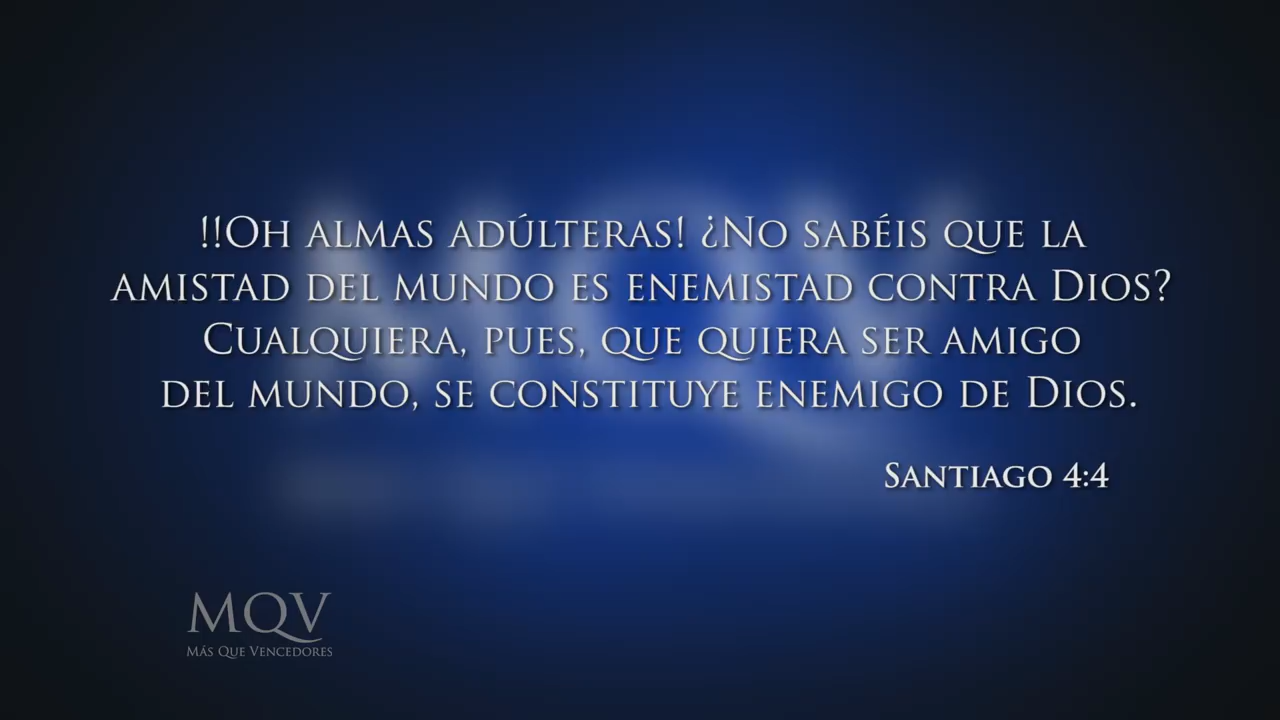 !!Oh almas adúlteras! ¿No sabéis que la
amistad del mundo es enemistad contra Dios?
Cualquiera, pues, que quiera ser amigo
del mundo, se constituye enemigo de Dios.
Santiago 4:4
MQV
Más Que Vencedores